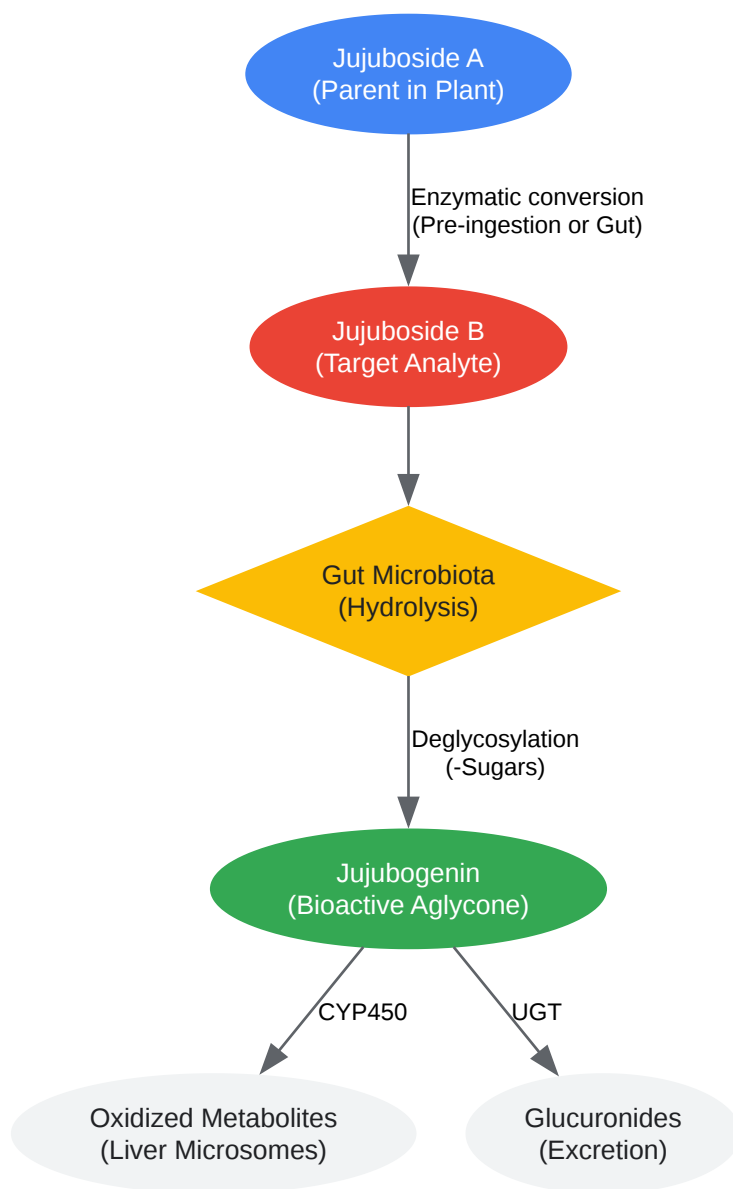 Jujuboside A
(Parent in Plant)
Enzymatic conversion
(Pre-ingestion or Gut)
Jujuboside B
(Target Analyte)
Gut Microbiota
(Hydrolysis)
Deglycosylation
(-Sugars)
Jujubogenin
(Bioactive Aglycone)
CYP450
UGT
Oxidized Metabolites
(Liver Microsomes)
Glucuronides
(Excretion)